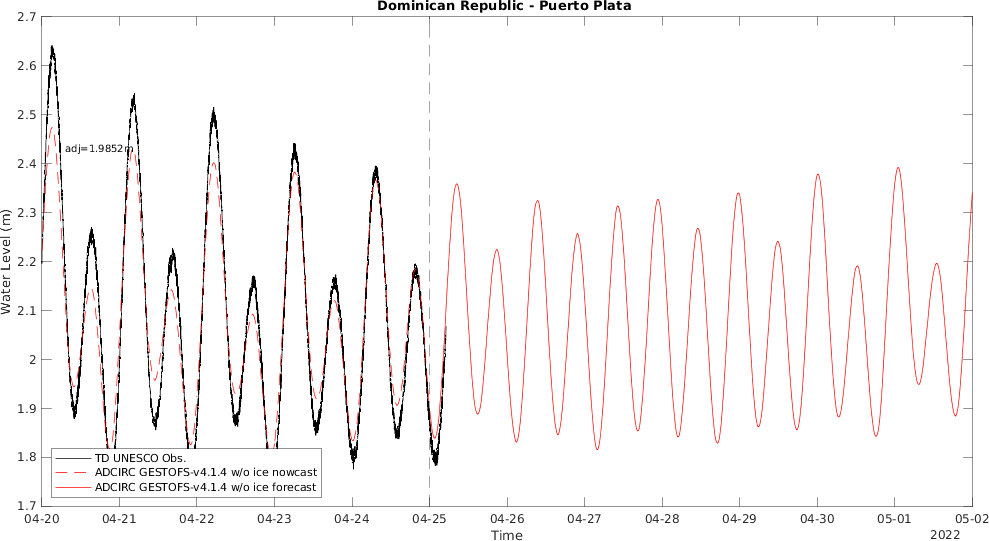 Dominican Republic - Puerto Plata
2.7
2.6
2.5
2.4
2.3
2.2
2.1
2
1.9
1.8
1.7
Water Level (m)
adj=1.9852m
TD UNESCO Obs.
ADCIRC GESTOFS-v4.1.4 w/o ice nowcast
ADCIRC GESTOFS-v4.1.4 w/o ice forecast
04-20 04-21 04-22 04-23 04-24 04-25 04-26 04-27 04-28 04-29 04-30 05-01 05-02
Time
2022